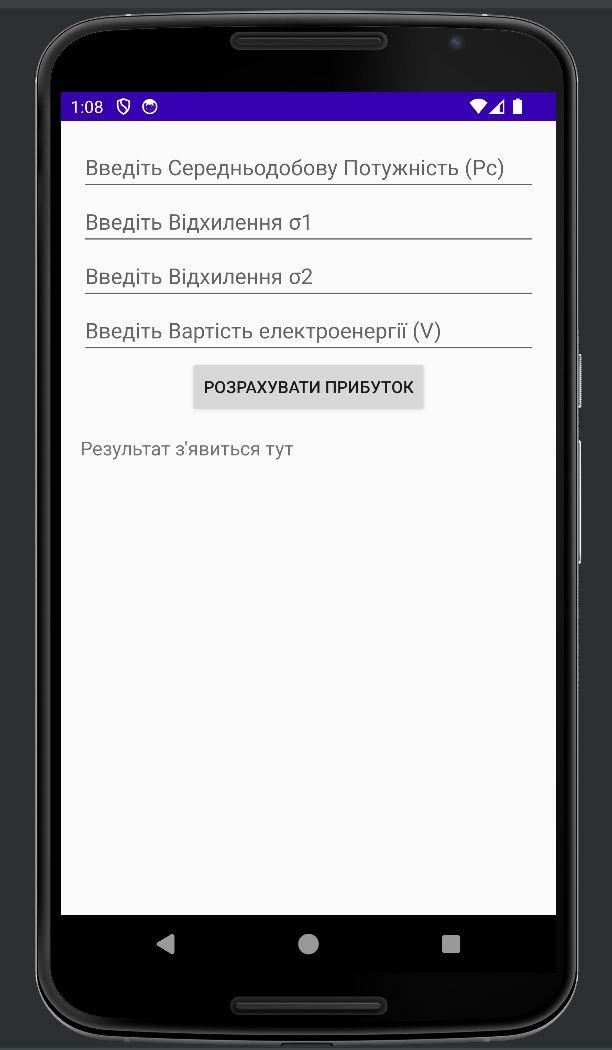 1:08
Введіть Середньодобову Потужність (Pc)
Введіть Відхилення σ1
Введіть Відхилення σ2
Введіть Вартість електроенергії (V)
РОЗРАХУВАТИ ПРИБУТОК
Результат з'явиться тут